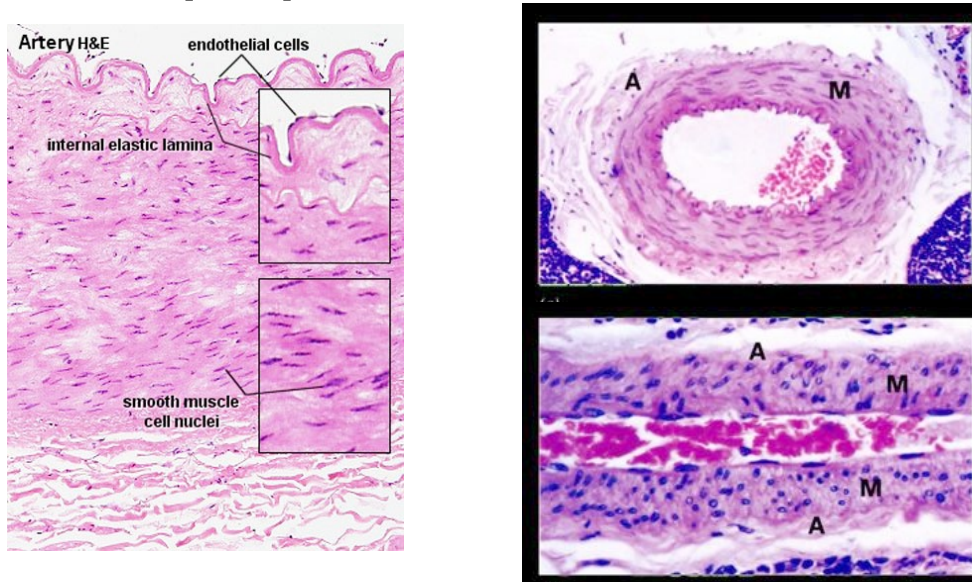 Artery H&E
endothelial cells
internal elastic lamina
smooth muscle
cell nuclei
A
M
A
M
M
A